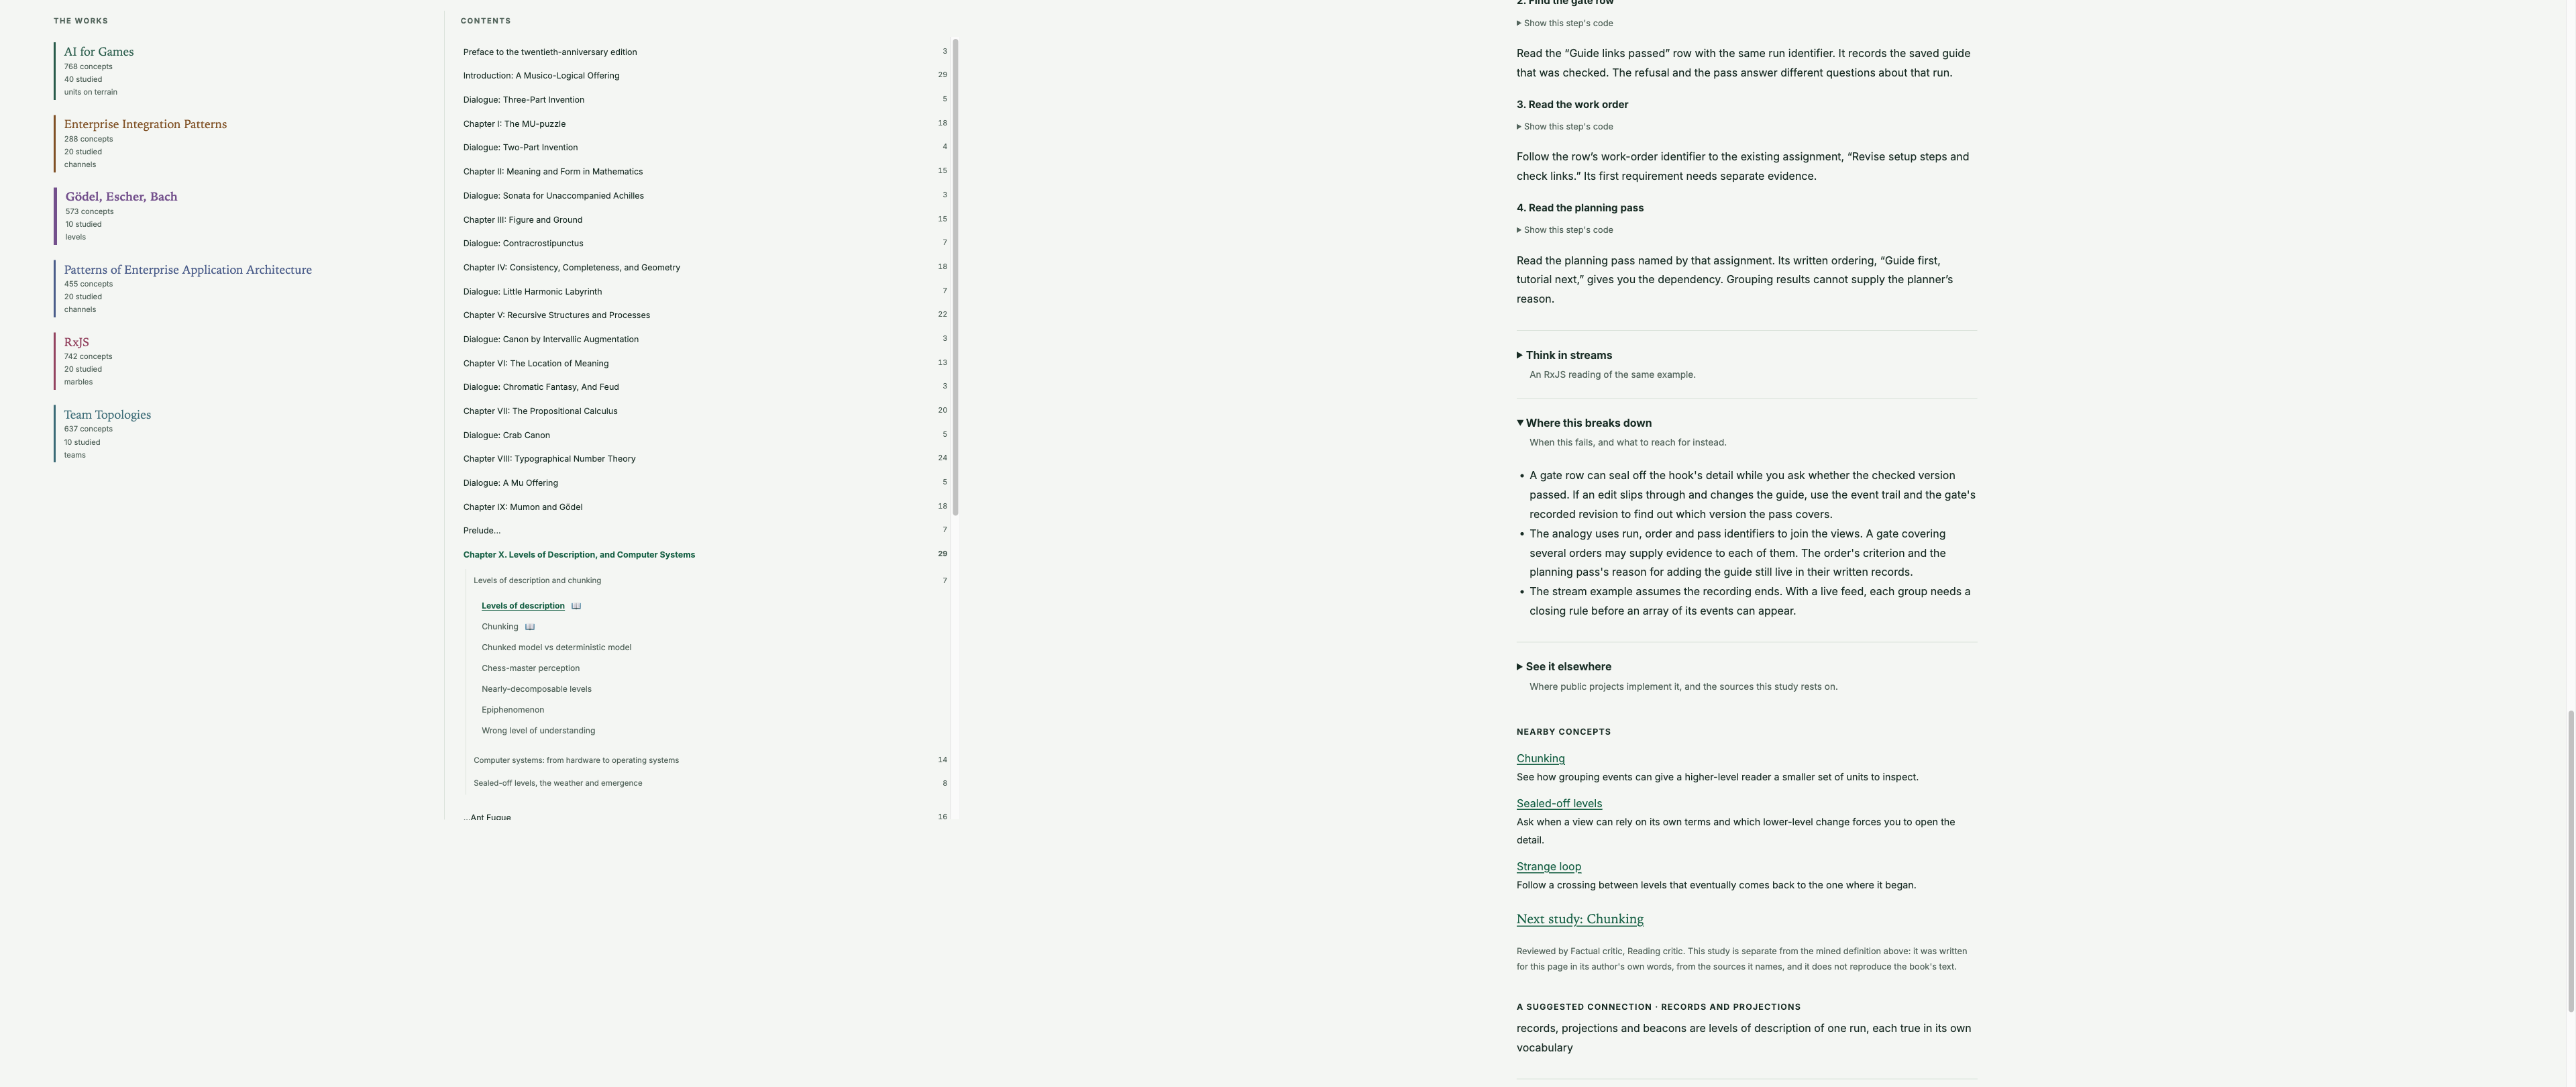 THE WORKS
AI for Games
768 concepts
40 studied
units on terrain
Enterprise Integration Patterns
288 concepts
20 studied
channels
Gödel, Escher, Bach
573 concepts
10 studied
levels
Patterns of Enterprise Application Architecture
455 concepts
20 studied
channels
RxJS
742 concepts
20 studied
marbles
Team Topologies
637 concepts
10 studied
teams
CONTENTS
Preface to the twentieth-anniversary edition 3
Introduction: A Musico-Logical Offering 29
Dialogue: Three-Part Invention 5
Chapter I: The MU-puzzle 18
Dialogue: Two-Part Invention 4
Chapter II: Meaning and Form in Mathematics 15
Dialogue: Sonata for Unaccompanied Achilles 3
Chapter III: Figure and Ground 15
Dialogue: Contracrostipunctus 7
Chapter IV: Consistency, Completeness, and Geometry 18
Dialogue: Little Harmonic Labyrinth 7
Chapter V: Recursive Structures and Processes 22
Dialogue: Canon by Intervallic Augmentation 3
Chapter VI: The Location of Meaning 13
Dialogue: Chromatic Fantasy, And Feud 3
Chapter VII: The Propositional Calculus 20
Dialogue: Crab Canon 5
Chapter VIII: Typographical Number Theory 24
Dialogue: A Mu Offering 5
Chapter IX: Mumon and Gödel 18
Prelude... 7
Chapter X. Levels of Description, and Computer Systems 29
Levels of description and chunking 7
Levels of description
Chunking
Chunked model vs deterministic model
Chess-master perception
Nearly-decomposable levels
Epiphenomenon
Wrong level of understanding
Computer systems: from hardware to operating systems 14
Sealed-off levels, the weather and emergence 8
...Ant Fugue 16
2. Find the gate row
Show this step's code
Read the “Guide links passed” row with the same run identifier. It records the saved guide
that was checked. The refusal and the pass answer different questions about that run.
3. Read the work order
Show this step's code
Follow the row’s work-order identifier to the existing assignment, “Revise setup steps and
check links.” Its first requirement needs separate evidence.
4. Read the planning pass
Show this step's code
Read the planning pass named by that assignment. Its written ordering, “Guide first,
tutorial next,” gives you the dependency. Grouping results cannot supply the planner’s
reason.
Think in streams
An RxJS reading of the same example.
Where this breaks down
When this fails, and what to reach for instead.
• A gate row can seal off the hook's detail while you ask whether the checked version
passed. If an edit slips through and changes the guide, use the event trail and the gate's
recorded revision to find out which version the pass covers.
• The analogy uses run, order and pass identifiers to join the views. A gate covering
several orders may supply evidence to each of them. The order's criterion and the
planning pass's reason for adding the guide still live in their written records.
• The stream example assumes the recording ends. With a live feed, each group needs a
closing rule before an array of its events can appear.
See it elsewhere
Where public projects implement it, and the sources this study rests on.
NEARBY CONCEPTS
Chunking
See how grouping events can give a higher-level reader a smaller set of units to inspect.
Sealed-off levels
Ask when a view can rely on its own terms and which lower-level change forces you to open the
detail.
Strange loop
Follow a crossing between levels that eventually comes back to the one where it began.
Next study: Chunking
Reviewed by Factual critic, Reading critic. This study is separate from the mined definition above: it was written
for this page in its author's own words, from the sources it names, and it does not reproduce the book's text.
A SUGGESTED CONNECTION · RECORDS AND PROJECTIONS
records, projections and beacons are levels of description of one run, each true in its own
vocabulary